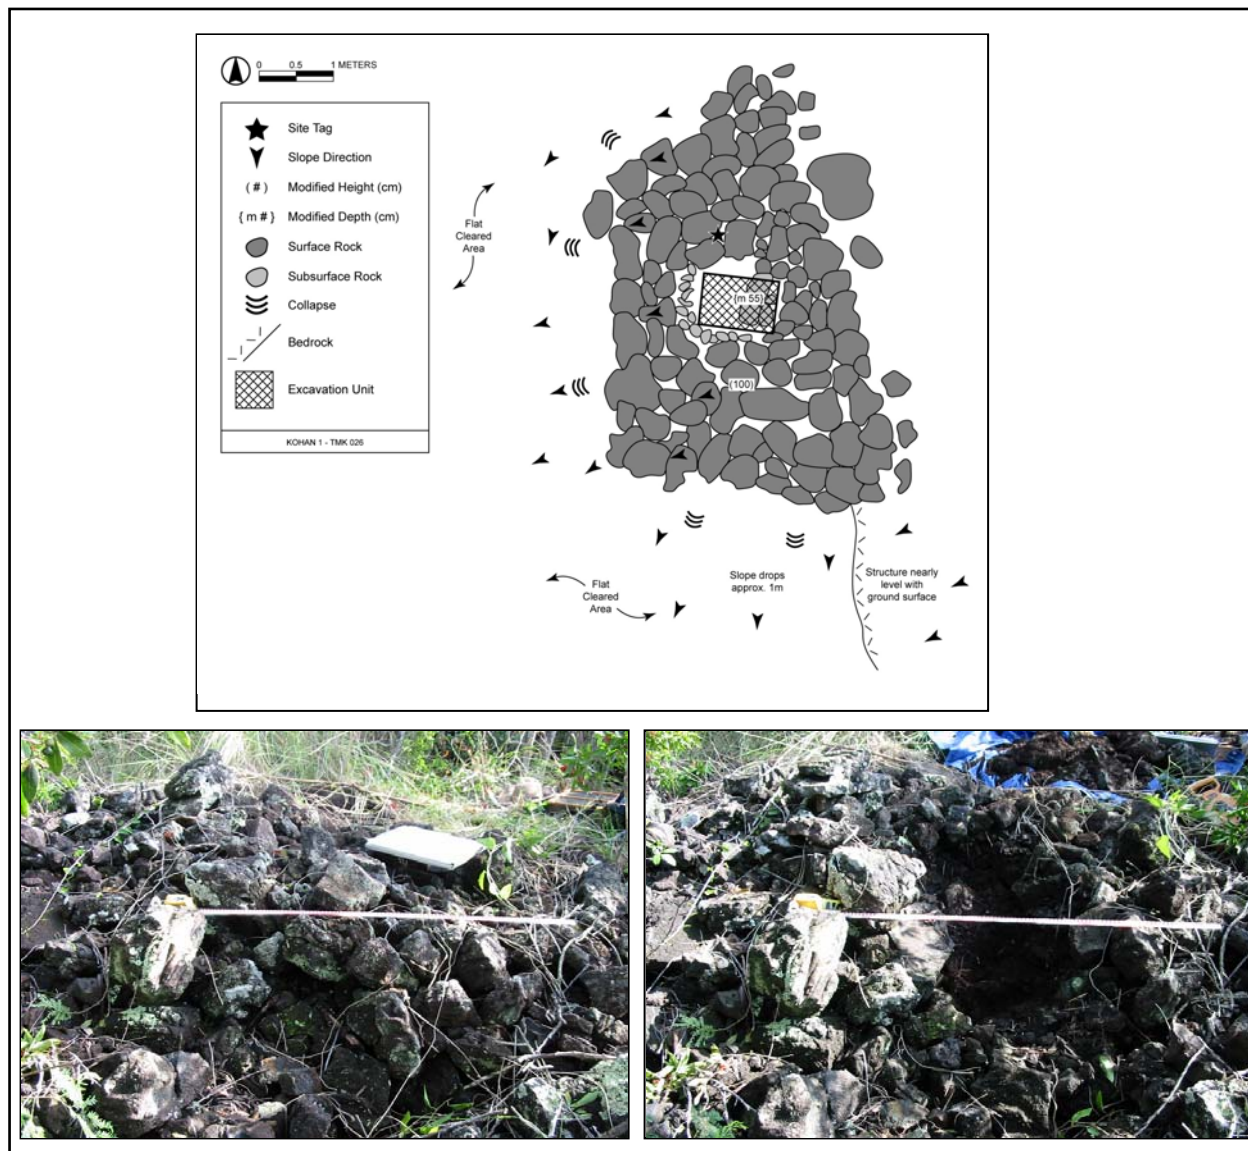 0 0.5 1 METERS
Site Tag
Slope Direction
( # ) Modified Height (cm)
{ m # } Modified Depth (cm)
Surface Rock
Subsurface Rock
Collapse
Bedrock
Excavation Unit
KOHAN 1 - TMK 026
Flat
Cleared
Area
{m 55}
(100)
Flat
Cleared
Area
Slope drops
approx. 1m
Structure nearly
level with
ground surface